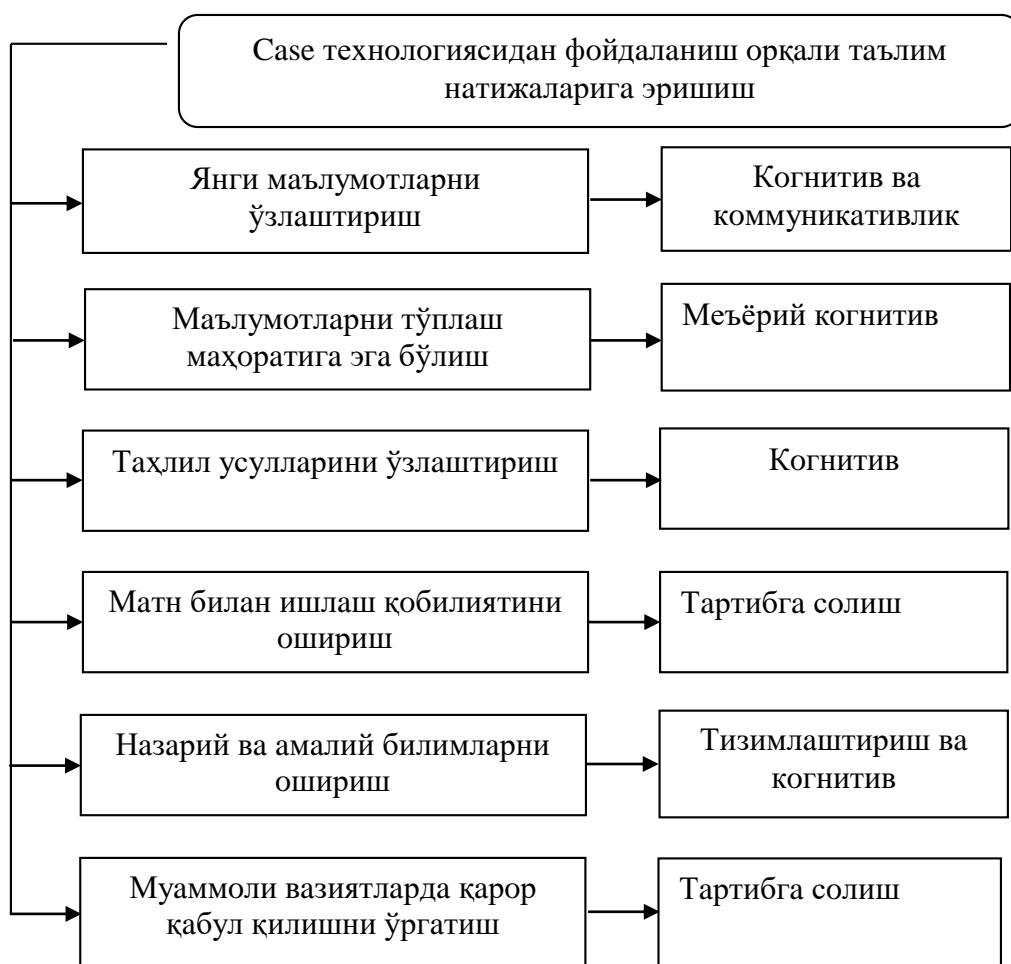 Case технологиясидан фойдаланиш орқали таълим
натижаларига эришиш
Янги маълумотларни
ўзлаштириш
Когнитив ва
коммуникативлик
Маълумотларни тўплаш
маҳоратига эга бўлиш
Меъёрий когнитив
Таҳлил усулларини ўзлаштириш
Когнитив
Матн билан ишлаш қобилиятини
ошириш
Тартибга солиш
Назарий ва амалий билимларни
ошириш
Тизимлаштириш ва
когнитив
Муаммоли вазиятларда қарор
қабул қилишни ўргатиш
Тартибга солиш